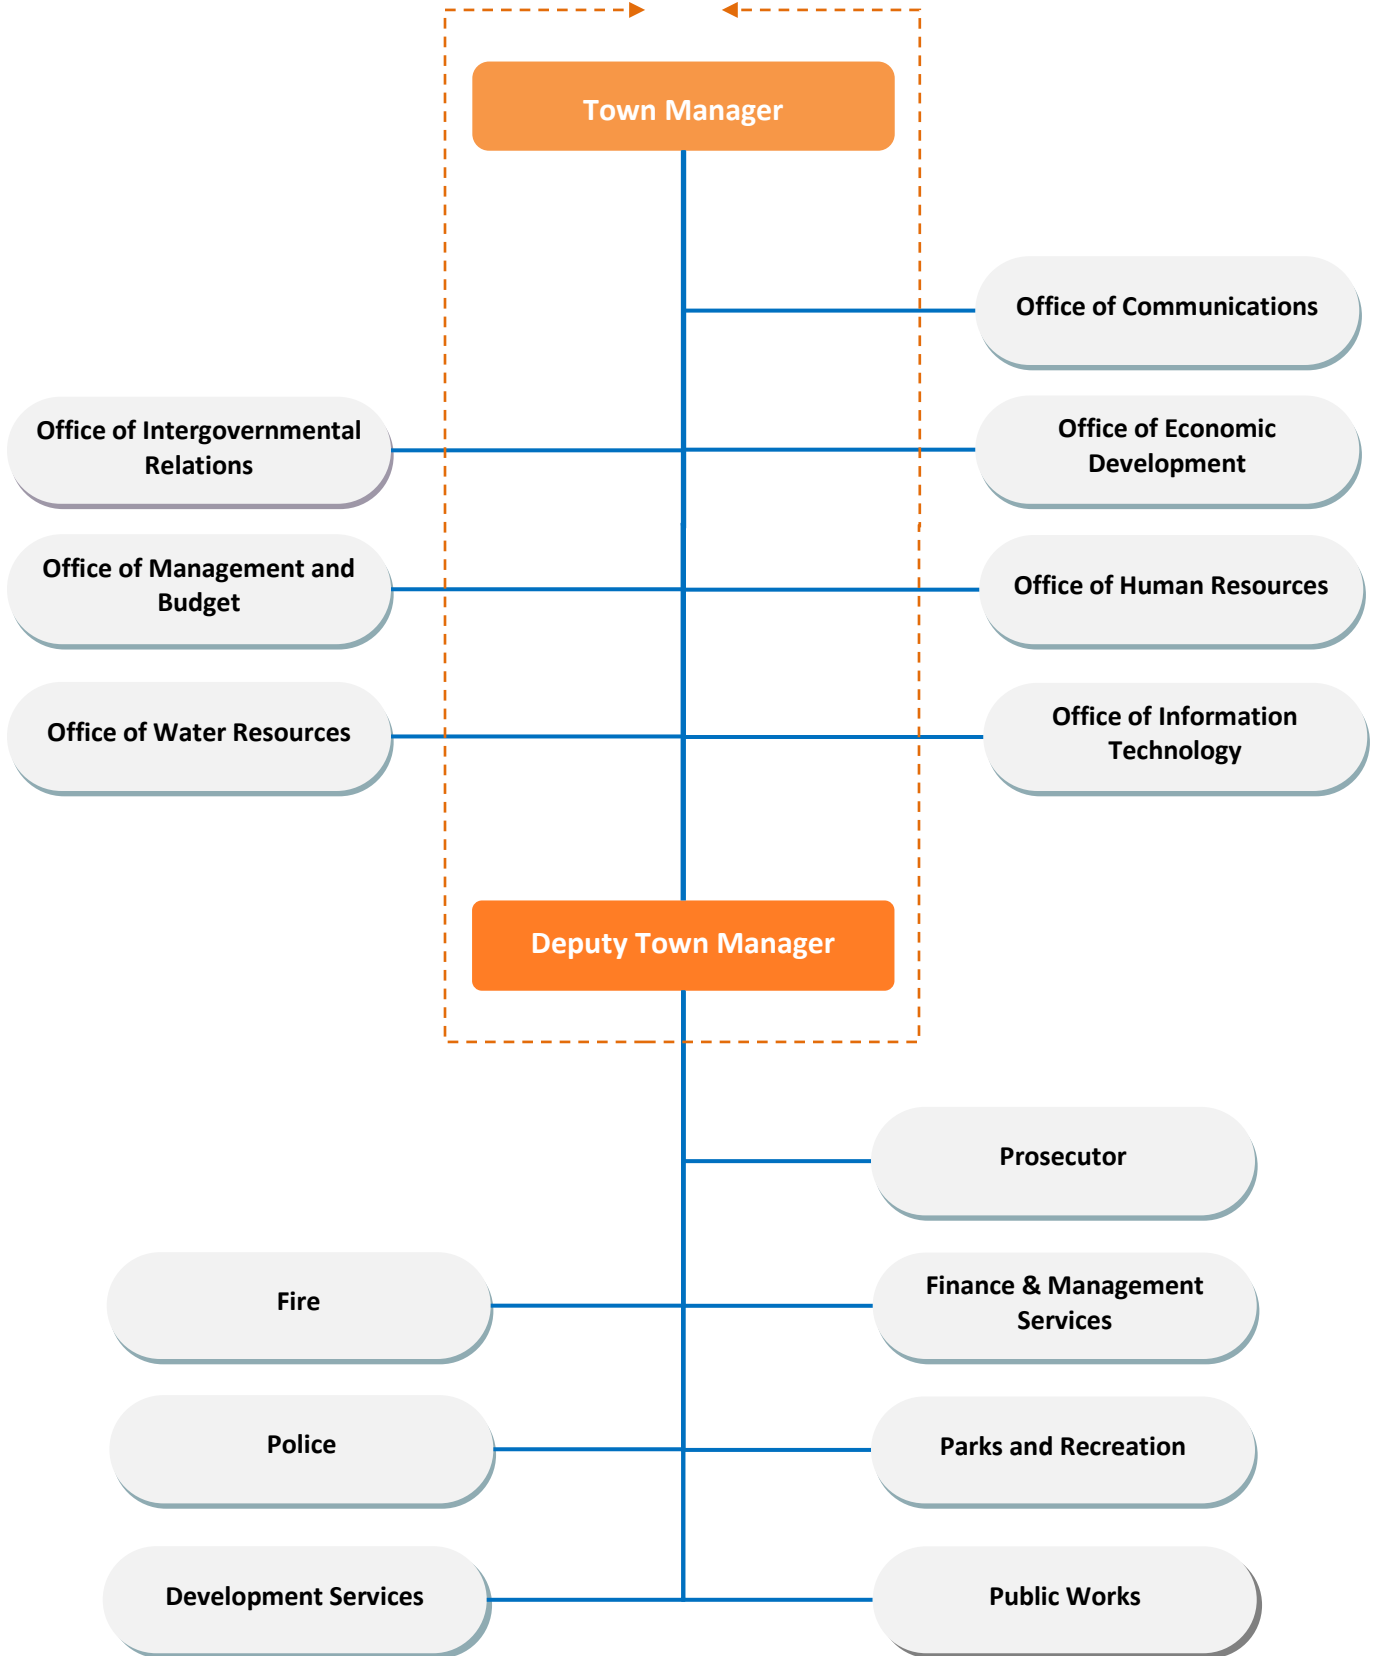 Town Manager
Office of Communications
Office of Intergovernmental
Relations
Office of Economic
Development
Office of Management and
Budget
Office of Human Resources
Office of Water Resources
Office of Information
Technology
Deputy Town Manager
Prosecutor
Fire
Finance & Management
Services
Police
Parks and Recreation
Development Services
Public Works